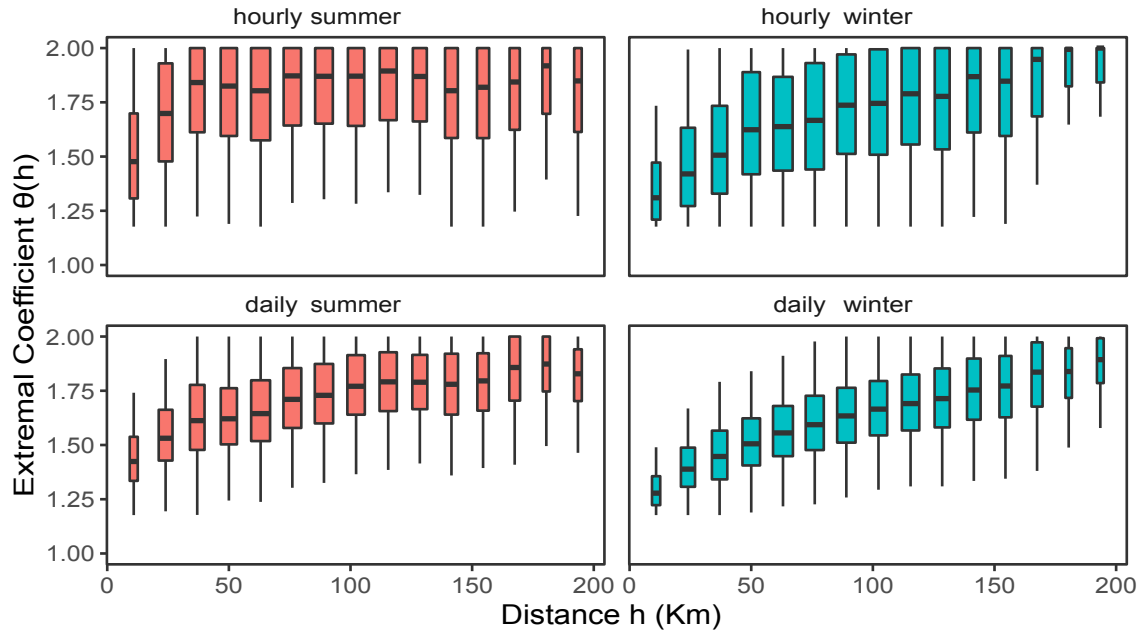 hourly summer
hourly winter
Extremal Coefficient θ(h)
2.00
1.75
1.50
1.25
1.00
daily summer
daily winter
2.00
1.75
1.50
1.25
1.00
0 50 100 150 200
0 50 100 150 200
Distance h (Km)